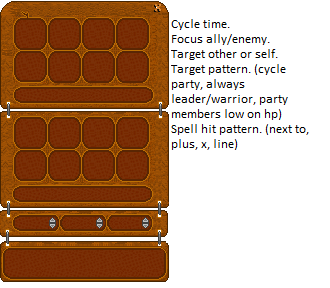 Cycle time.
Focus ally/enemy.
Target other or self.
Target pattern. (cycle
party, always
leader/warrior, party
members low on hp)
Spell hit pattern. (next to,
plus, x, line)